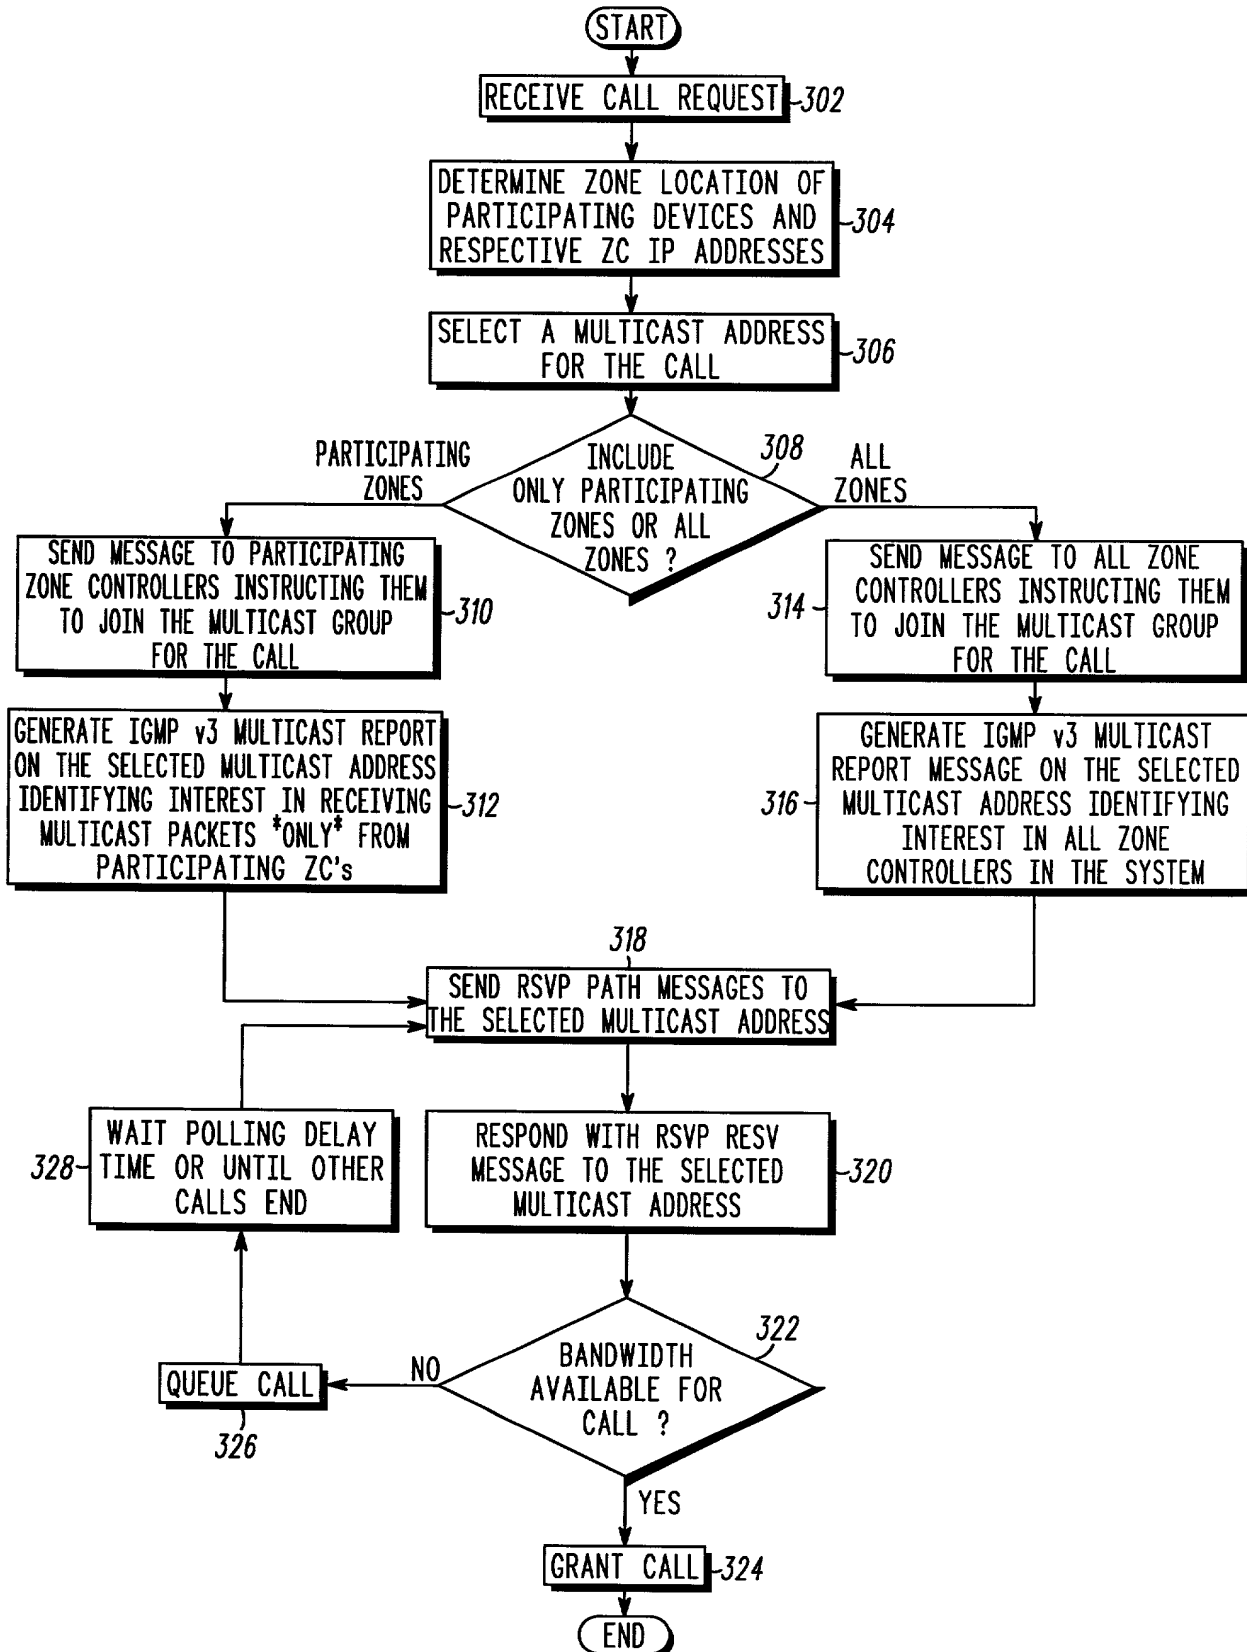 START
RECEIVE CALL REQUEST
302
DETERMINE ZONE LOCATION OF
PARTICIPATING DEVICES AND
RESPECTIVE ZC IP ADDRESSES
304
SELECT A MULTICAST ADDRESS
FOR THE CALL
306
INCLUDE
ONLY PARTICIPATING
ZONES OR ALL
ZONES ?
308
PARTICIPATING
ZONES
ALL
ZONES
SEND MESSAGE TO PARTICIPATING
ZONE CONTROLLERS INSTRUCTING THEM
TO JOIN THE MULTICAST GROUP
FOR THE CALL
310
SEND MESSAGE TO ALL ZONE
CONTROLLERS INSTRUCTING THEM
TO JOIN THE MULTICAST GROUP
FOR THE CALL
314
GENERATE IGMP v3 MULTICAST REPORT
ON THE SELECTED MULTICAST ADDRESS
IDENTIFYING INTEREST IN RECEIVING
MULTICAST PACKETS *ONLY* FROM
PARTICIPATING ZC's
312
GENERATE IGMP v3 MULTICAST
REPORT MESSAGE ON THE SELECTED
MULTICAST ADDRESS IDENTIFYING
INTEREST IN ALL ZONE
CONTROLLERS IN THE SYSTEM
316
318
SEND RSVP PATH MESSAGES TO
THE SELECTED MULTICAST ADDRESS
WAIT POLLING DELAY
TIME OR UNTIL OTHER
CALLS END
328
RESPOND WITH RSVP RESV
MESSAGE TO THE SELECTED
MULTICAST ADDRESS
320
BANDWIDTH
AVAILABLE FOR
CALL ?
322
NO
QUEUE CALL
326
YES
GRANT CALL
324
END